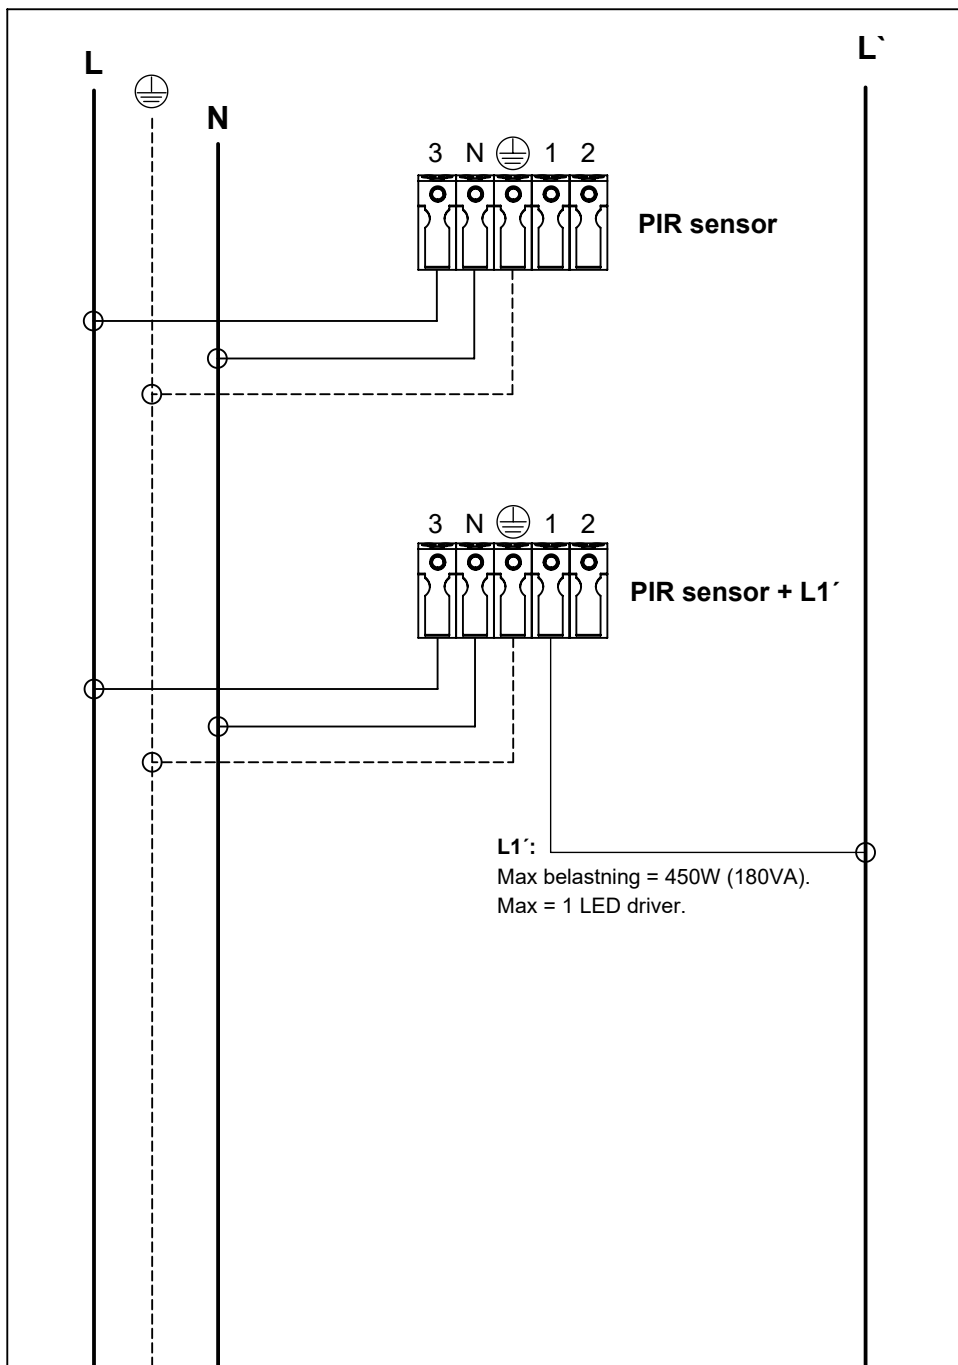 L
L`
N
3 N 1 2
PIR sensor
3 N 1 2
PIR sensor + L1´
L1´:
Max belastning = 450W (180VA).
Max = 1 LED driver.